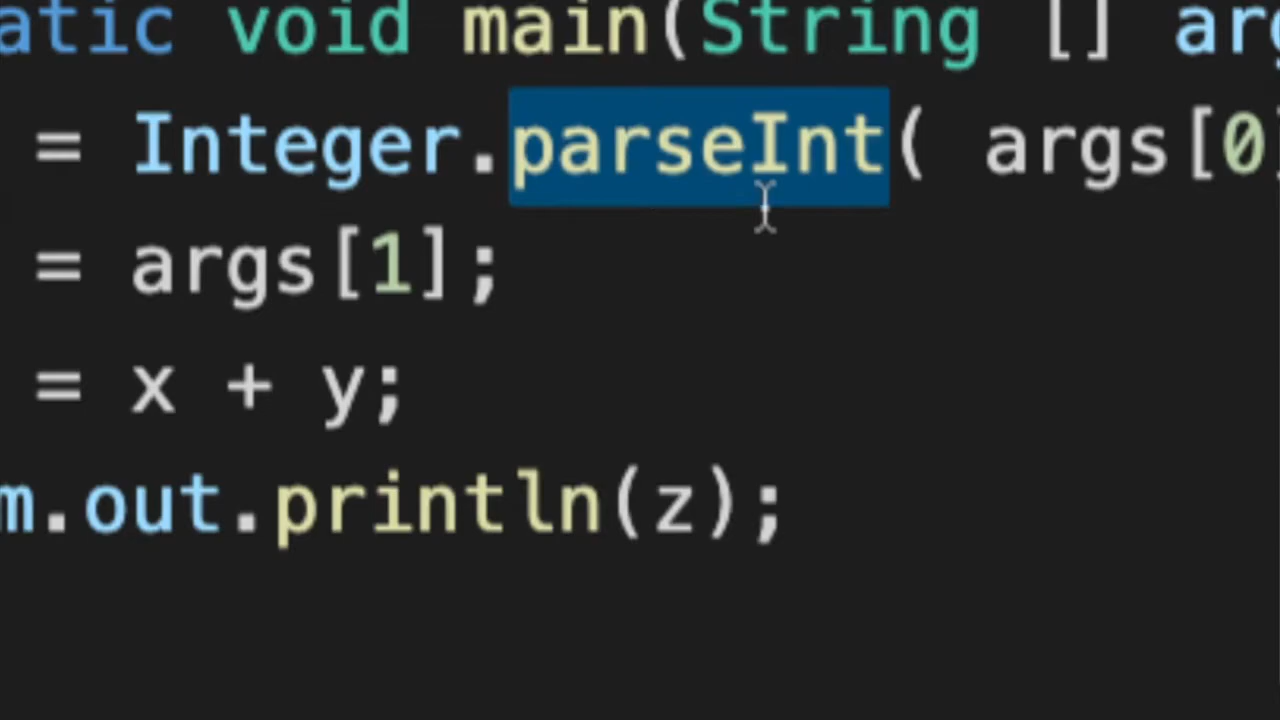 atic void main(String [] arg
= Integer.parseInt( args[0]
= args[1];
= x + y;
m.out.println(z);